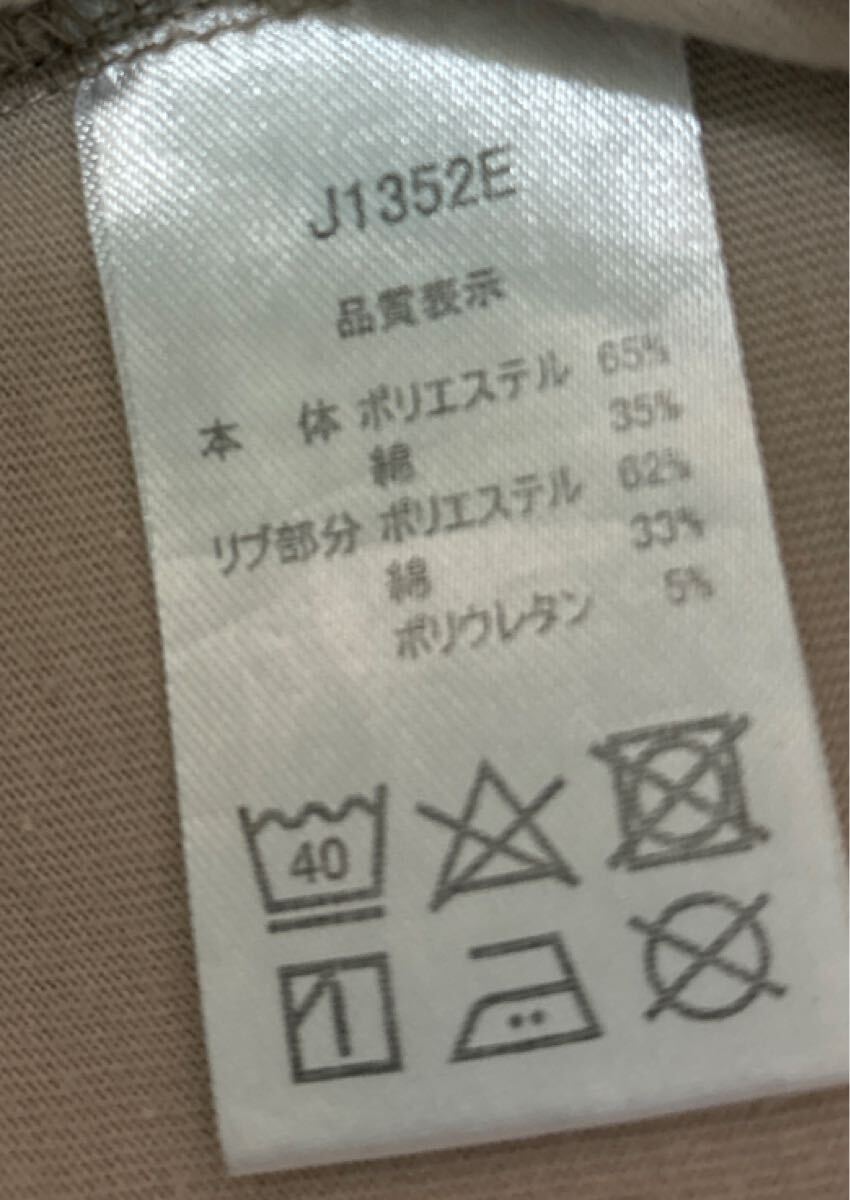 J1352E
品質表示
本　体 ポリエステル 65%
綿 35%
リブ部分 ポリエステル 62%
綿 33%
ポリウレタン 5%
40